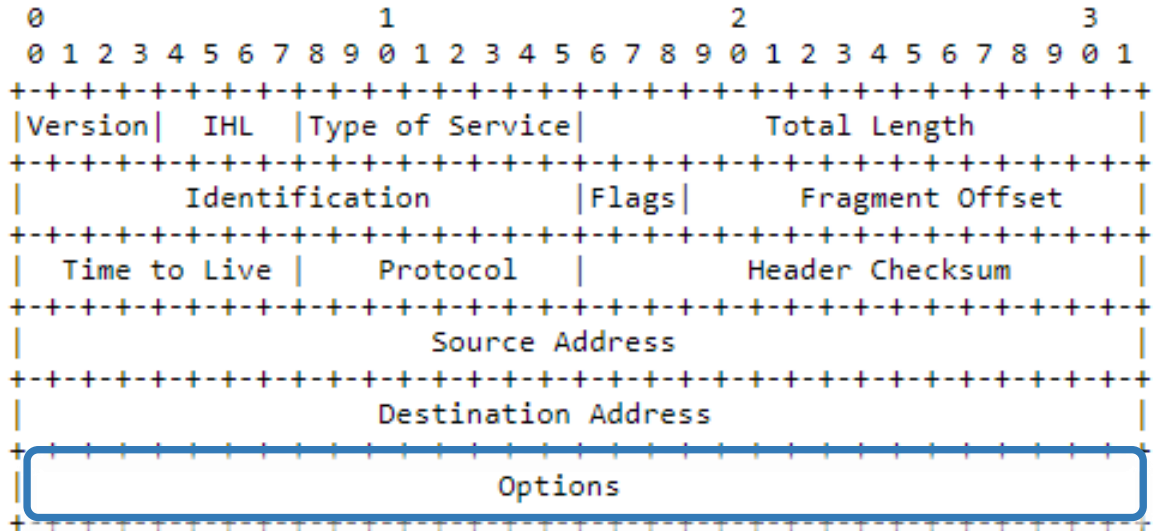 0 1 2 3
0 1 2 3 4 5 6 7 8 9 0 1 2 3 4 5 6 7 8 9 0 1 2 3 4 5 6 7 8 9 0 1
+-+-+-+-+-+-+-+-+-+-+-+-+-+-+-+-+-+-+-+-+-+-+-+-+-+-+-+-+-+-+-+-+
|Version| IHL |Type of Service| Total Length |
+-+-+-+-+-+-+-+-+-+-+-+-+-+-+-+-+-+-+-+-+-+-+-+-+-+-+-+-+-+-+-+-+
| Identification |Flags| Fragment Offset |
+-+-+-+-+-+-+-+-+-+-+-+-+-+-+-+-+-+-+-+-+-+-+-+-+-+-+-+-+-+-+-+-+
| Time to Live | Protocol | Header Checksum |
+-+-+-+-+-+-+-+-+-+-+-+-+-+-+-+-+-+-+-+-+-+-+-+-+-+-+-+-+-+-+-+-+
| Source Address |
+-+-+-+-+-+-+-+-+-+-+-+-+-+-+-+-+-+-+-+-+-+-+-+-+-+-+-+-+-+-+-+-+
| Destination Address |
+-+-+-+-+-+-+-+-+-+-+-+-+-+-+-+-+-+-+-+-+-+-+-+-+-+-+-+-+-+-+-+-+
| Options |
+-+-+-+-+-+-+-+-+-+-+-+-+-+-+-+-+-+-+-+-+-+-+-+-+-+-+-+-+-+-+-+-+